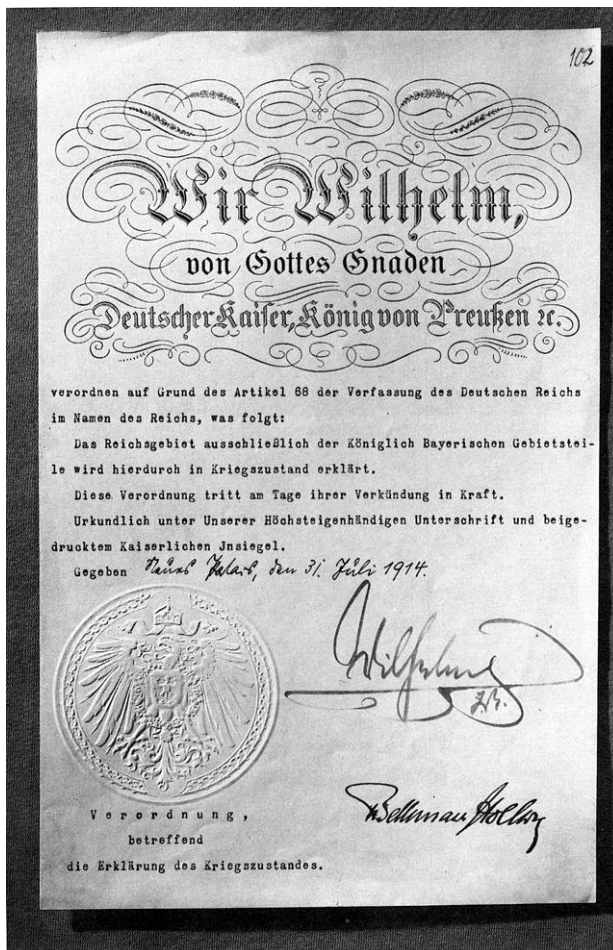 102
Wir Wilhelm,
von Gottes Gnaden
Deutscher Kaiser, König von Preußen ꝛc.
verordnen auf Grund des Artikel 68 der Verfassung des Deutschen Reichs
im Namen des Reichs, was folgt:
Das Reichsgebiet ausschließlich der Königlich Bayerischen Gebietstei-
le wird hierdurch in Kriegszustand erklärt.
Diese Verordnung tritt am Tage ihrer Verkündung in Kraft.
Urkundlich unter Unserer Höchsteigenhändigen Unterschrift und beige-
drucktem Kaiserlichen Jnsiegel.
Gegeben Neues Palais, den 31. Juli 1914.
Wilhelm
I.R.
v Bethmann Hollweg
Verordnung,
betreffend
die Erklärung des Kriegszustandes.